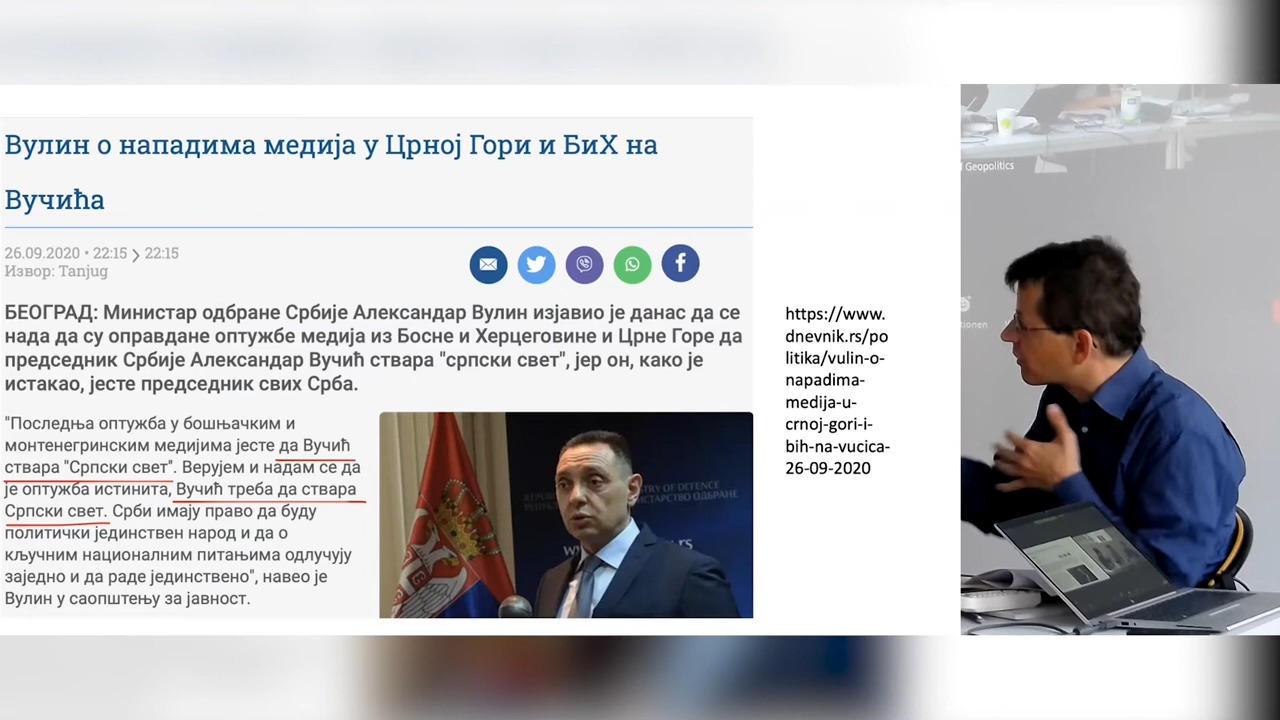 Вулин о нападима медија у Црној Гори и БиХ на
Вучића
26.09.2020 • 22:15 > 22:15
Извор: Tanjug
БЕОГРАД: Министар одбране Србије Александар Вулин изјавио је данас да се
нада да су оправдане оптужбе медија из Босне и Херцеговине и Црне Горе да
председник Србије Александар Вучић ствара "српски свет", јер он, како је
истакао, јесте председник свих Срба.
"Последња оптужба у бошњачким и
монтенегринским медијима јесте да Вучић
ствара "Српски свет". Верујем и надам се да
је оптужба истинита, Вучић треба да ствара
Српски свет. Срби имају право да буду
политички јединствен народ и да о
кључним националним питањима одлучују
заједно и да раде јединствено", навео је
Вулин у саопштењу за јавност.
RY OF DEFENCE
НИСТАРСТВО ОДБРАНЕ
https://www.
dnevnik.rs/po
litika/vulin-o-
napadima-
medija-u-
crnoj-gori-i-
bih-na-vucica-
26-09-2020
Geopolitics